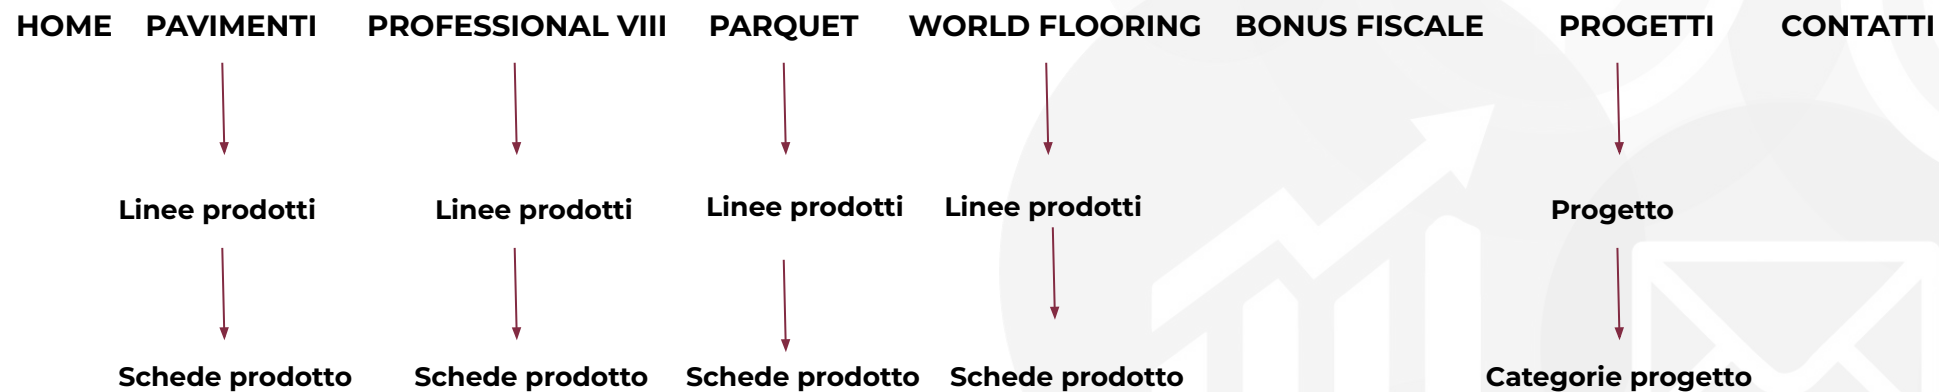 HOME PAVIMENTI PROFESSIONAL VIII PARQUET WORLD FLOORING BONUS FISCALE PROGETTI CONTATTI
Linee prodotti Linee prodotti Linee prodotti Linee prodotti Progetto
Schede prodotto Schede prodotto Schede prodotto Schede prodotto Categorie progetto